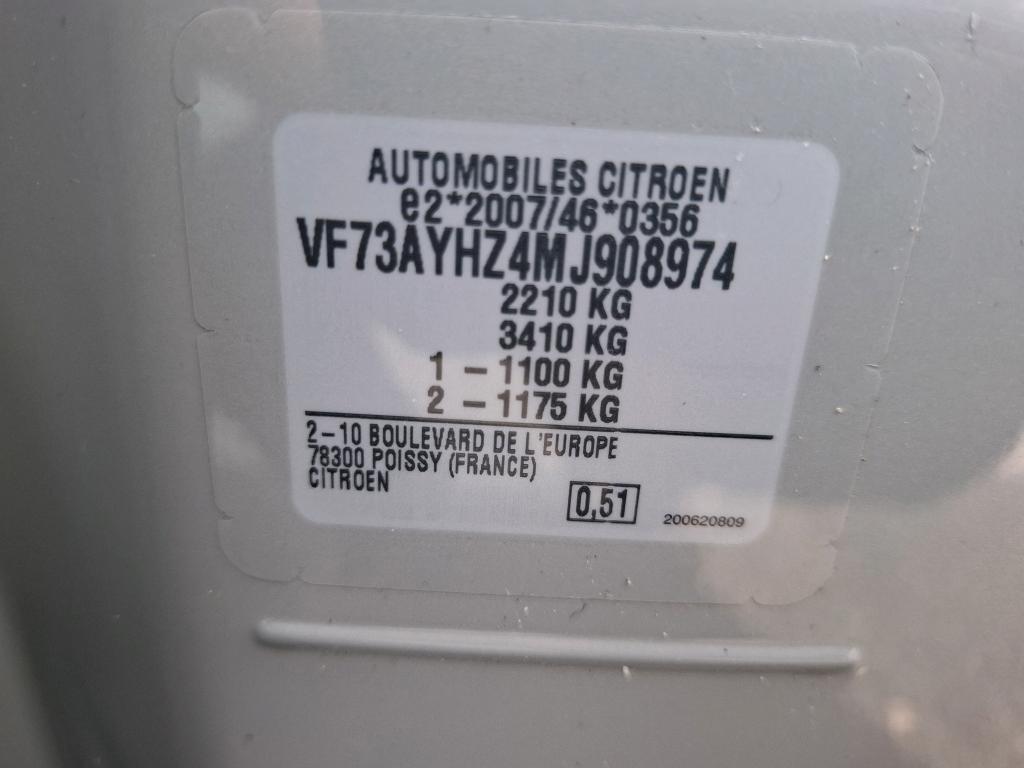 AUTOMOBILES CITROEN
e2*2007/46*0356
VF73AYHZ4MJ908974
2210 KG
3410 KG
1 - 1100 KG
2 - 1175 KG
2-10 BOULEVARD DE L'EUROPE
78300 POISSY (FRANCE)
CITROEN
0,51
200620809